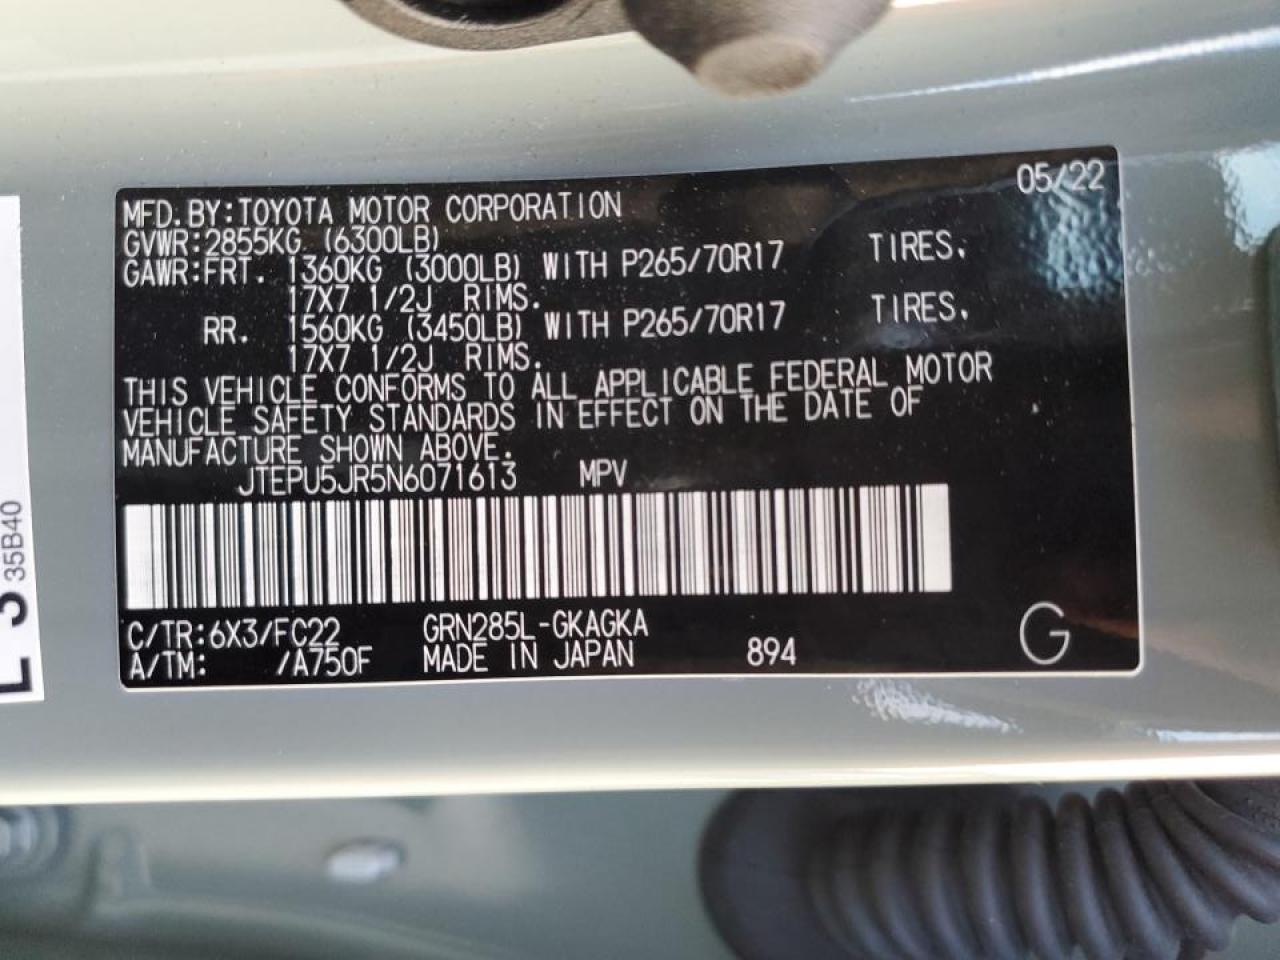 05/22
MFD.BY:TOYOTA MOTOR CORPORATION
GVWR:2855KG (6300LB)
GAWR:FRT. 1360KG (3000LB) WITH P265/70R17 TIRES,
17X7 1/2J RIMS.
RR. 1560KG (3450LB) WITH P265/70R17 TIRES,
17X7 1/2J RIMS.
THIS VEHICLE CONFORMS TO ALL APPLICABLE FEDERAL MOTOR
VEHICLE SAFETY STANDARDS IN EFFECT ON THE DATE OF
MANUFACTURE SHOWN ABOVE.
JTEPU5JR5N6071613 MPV
C/TR:6X3/FC22 GRN285L-GKAGKA
A/TM: /A750F MADE IN JAPAN 894 G
L 3
35B40